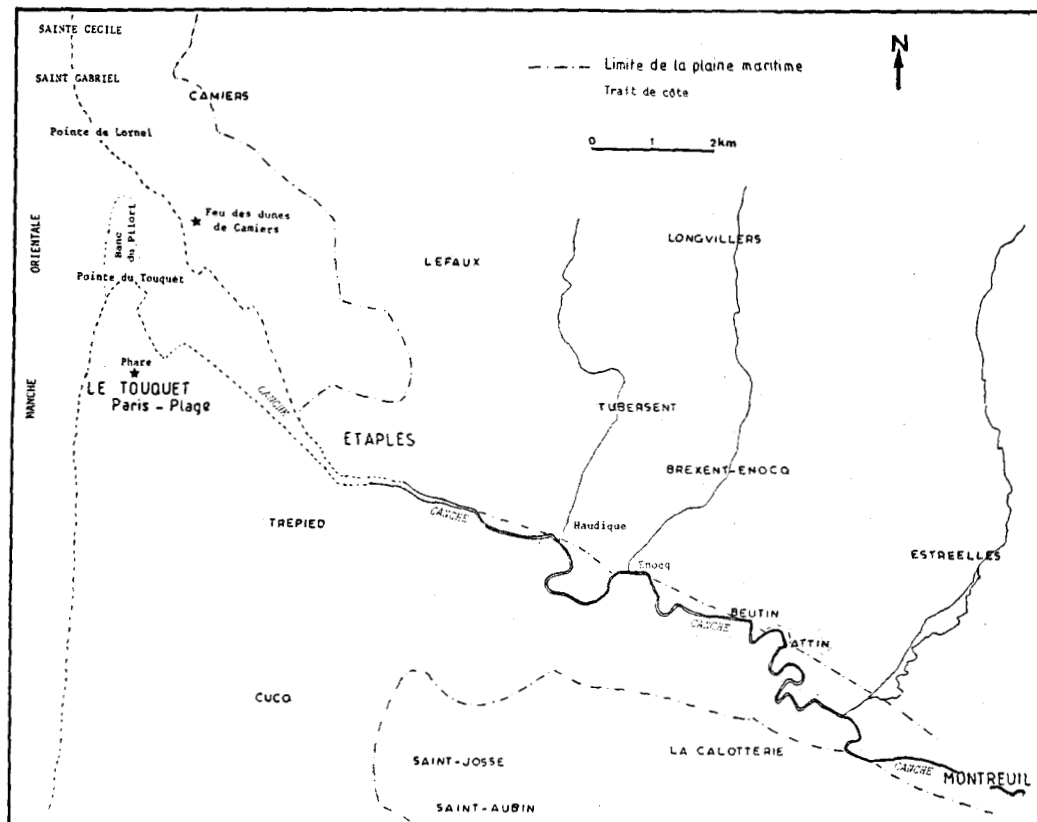 SAINTE CECILE
N
Limite de la plaine maritime
SAINT GABRIEL
Trait de côte
CAMIERS
Pointe de Lornel
0 1 2km
Feu des dunes
de Camiers
Banc
du Pilori
ORIENTALE
LONGVILLERS
LEFAUX
Pointe du Touquet
Phare
LE TOUQUET
Paris - Plage
MANCHE
CANCHE
TUBERSENT
ETAPLES
BREXENT-ENOCQ
CANCHE
TREPIED
Haudique
ESTREELLES
Enocq
BEUTIN
CANCHE
ATTIN
CUCQ
LA CALOTTERIE
SAINT-JOSSE
CANCHE
MONTREUIL
SAINT-AUBIN